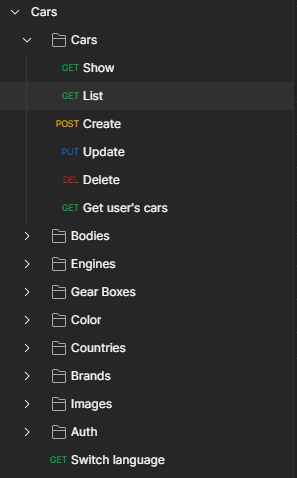 Cars
Cars
GET Show
GET List
POST Create
PUT Update
DEL Delete
GET Get user's cars
Bodies
Engines
Gear Boxes
Color
Countries
Brands
Images
Auth
GET Switch language